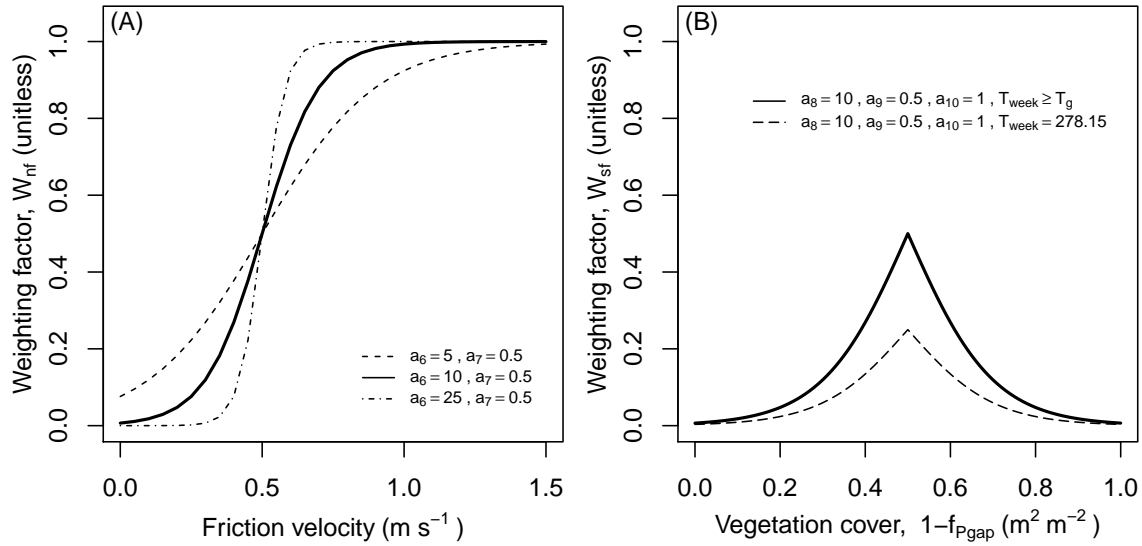 (A)
Weighting factor, Wnf (unitless)
1.0
0.8
0.6
0.4
0.2
0.0
a6 = 5 , a7 = 0.5
a6 = 10 , a7 = 0.5
a6 = 25 , a7 = 0.5
0.0 0.5 1.0 1.5
Friction velocity (m s−1 )
(B)
Weighting factor, Wsf (unitless)
1.0
0.8
0.6
0.4
0.2
0.0
a8 = 10 , a9 = 0.5 , a10 = 1 , Tweek ≥ Tg
a8 = 10 , a9 = 0.5 , a10 = 1 , Tweek = 278.15
0.0 0.2 0.4 0.6 0.8 1.0
Vegetation cover, 1−fPgap (m2 m−2 )